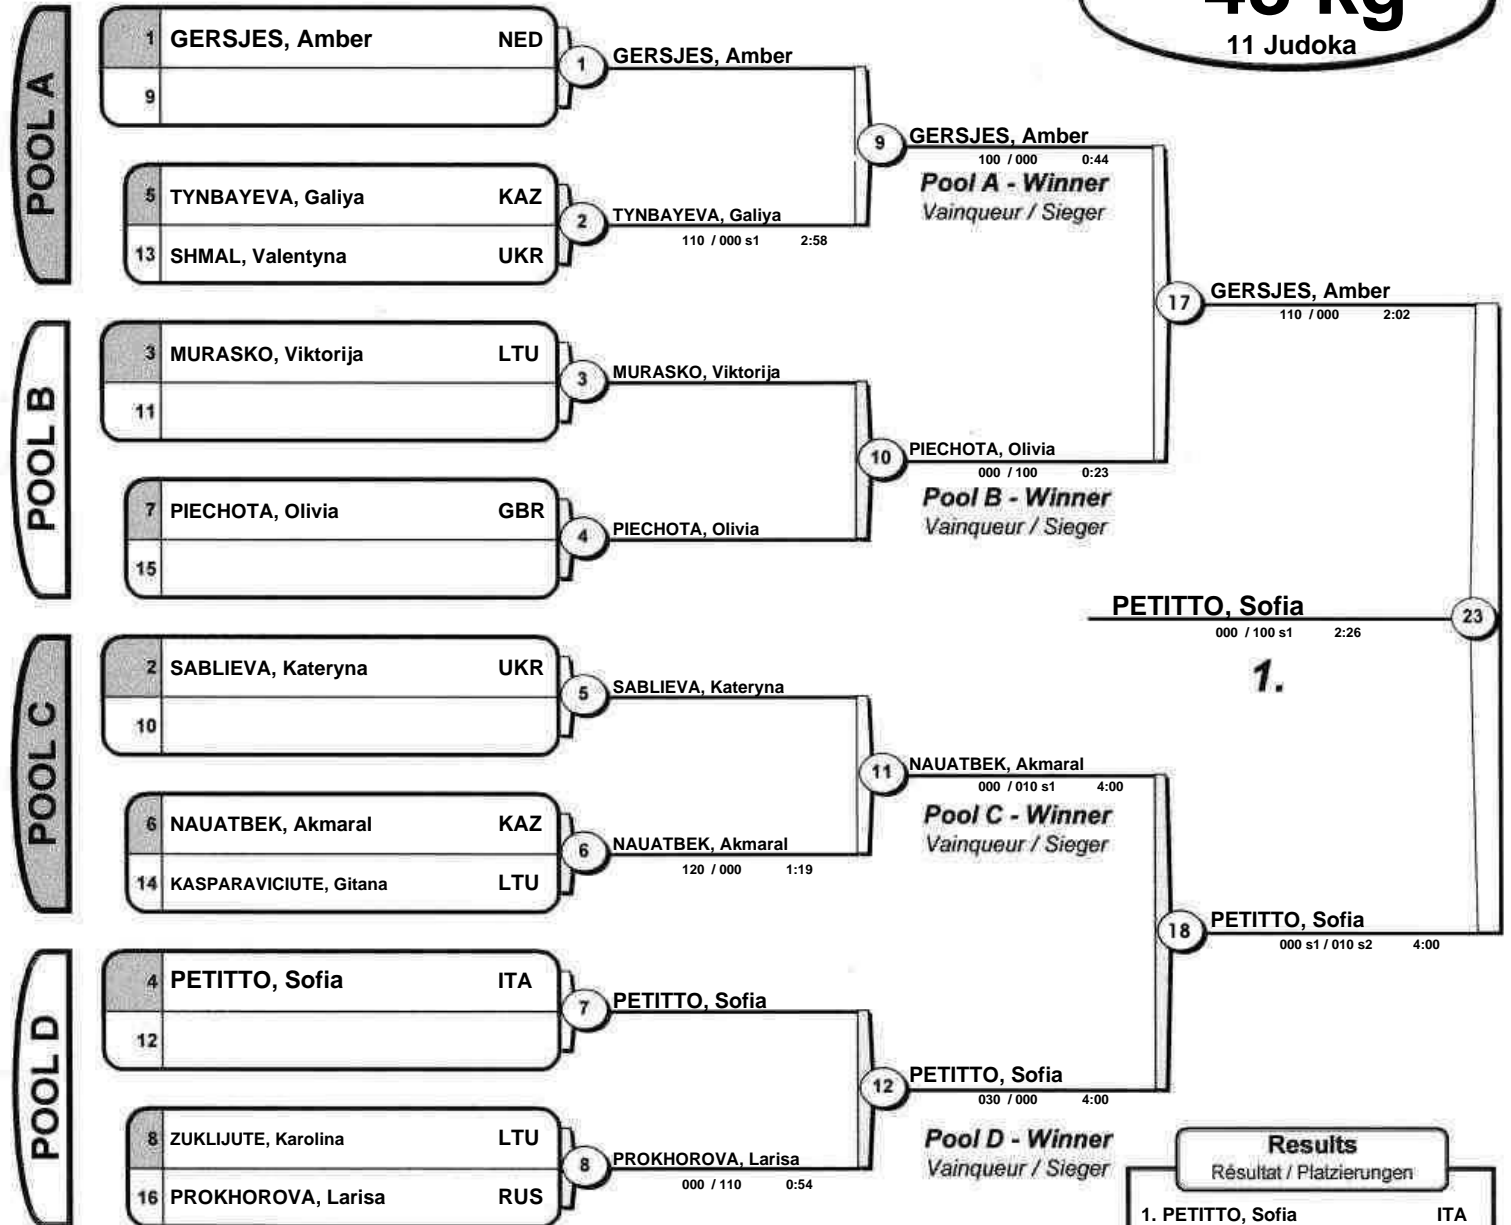 11 Judoka
POOL A
1 GERSJES, Amber NED
9
1 GERSJES, Amber
5 TYNBAYEVA, Galiya KAZ
13 SHMAL, Valentyna UKR
2 TYNBAYEVA, Galiya
110 / 000 s1 2:58
9 GERSJES, Amber
100 / 000 0:44
Pool A - Winner
Vainqueur / Sieger
POOL B
3 MURASKO, Viktorija LTU
11
3 MURASKO, Viktorija
7 PIECHOTA, Olivia GBR
15
4 PIECHOTA, Olivia
10 PIECHOTA, Olivia
000 / 100 0:23
Pool B - Winner
Vainqueur / Sieger
17 GERSJES, Amber
110 / 000 2:02
PETITTO, Sofia 23
000 / 100 s1 2:26
1.
POOL C
2 SABLIEVA, Kateryna UKR
10
5 SABLIEVA, Kateryna
6 NAUATBEK, Akmaral KAZ
14 KASPARAVICIUTE, Gitana LTU
6 NAUATBEK, Akmaral
120 / 000 1:19
11 NAUATBEK, Akmaral
000 / 010 s1 4:00
Pool C - Winner
Vainqueur / Sieger
POOL D
4 PETITTO, Sofia ITA
12
7 PETITTO, Sofia
8 ZUKLIJUTE, Karolina LTU
16 PROKHOROVA, Larisa RUS
8 PROKHOROVA, Larisa
000 / 110 0:54
12 PETITTO, Sofia
030 / 000 4:00
Pool D - Winner
Vainqueur / Sieger
18 PETITTO, Sofia
000 s1 / 010 s2 4:00
Results
Résultat / Platzierungen
1. PETITTO, Sofia ITA